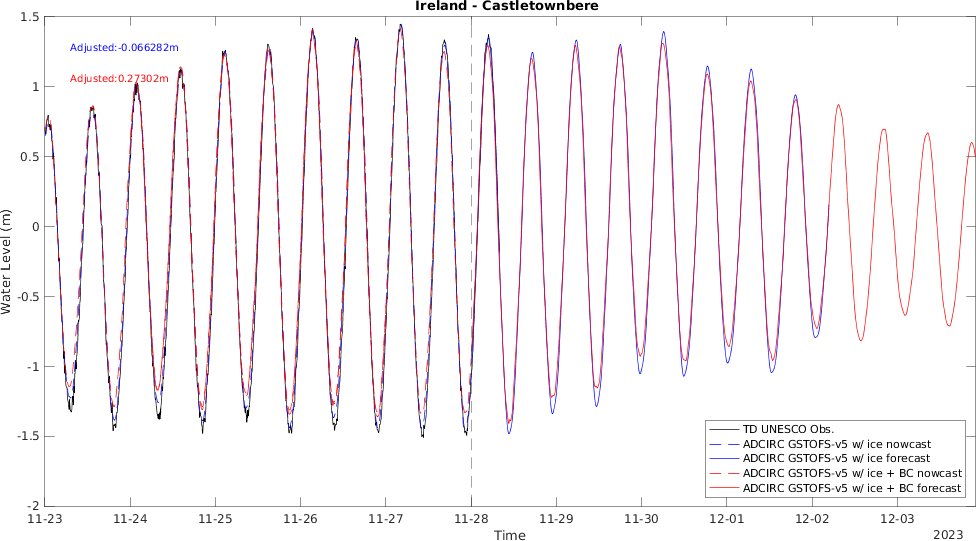 Ireland - Castletownbere
Adjusted:-0.066282m
Adjusted:0.27302m
1.5
1
0.5
0
-0.5
-1
-1.5
-2
Water Level (m)
11-23
11-24
11-25
11-26
11-27
11-28
11-29
11-30
12-01
12-02
12-03
Time
2023
TD UNESCO Obs.
ADCIRC GSTOFS-v5 w/ ice nowcast
ADCIRC GSTOFS-v5 w/ ice forecast
ADCIRC GSTOFS-v5 w/ ice + BC nowcast
ADCIRC GSTOFS-v5 w/ ice + BC forecast